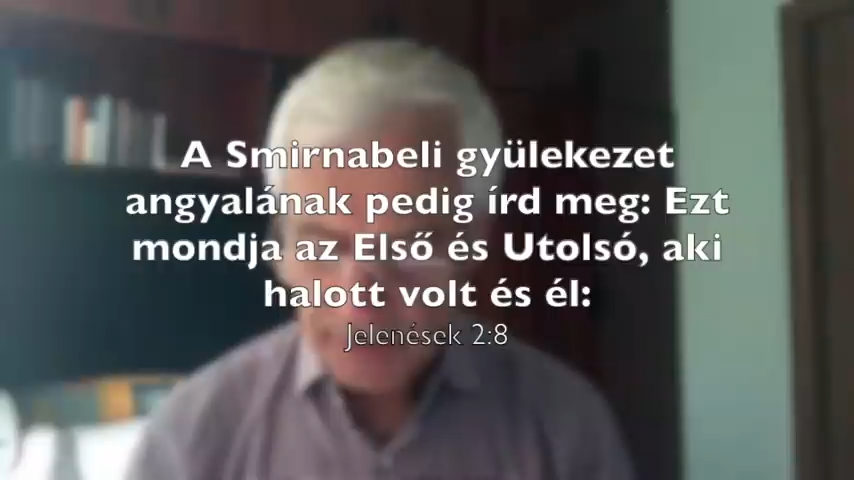 A Smirnabeli gyülekezet
angyalának pedig írd meg: Ezt
mondja az Első és Utolsó, aki
halott volt és él:
Jelenések 2:8